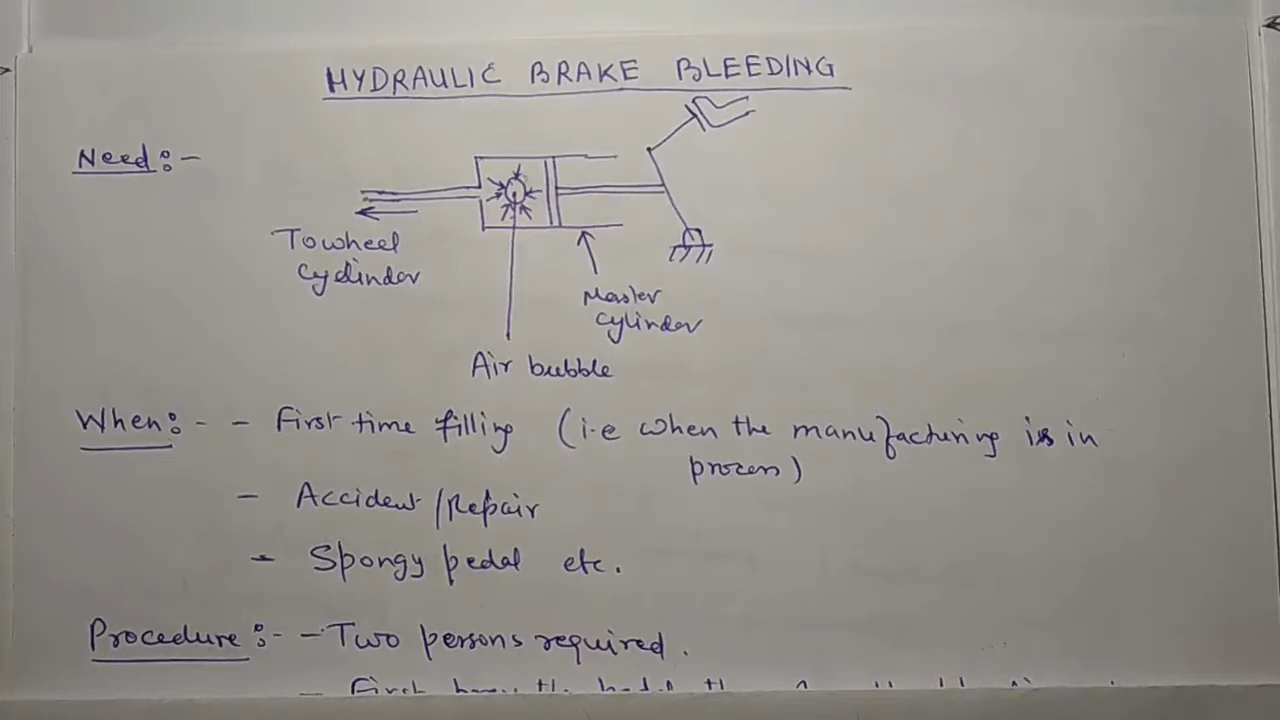 HYDRAULIC BRAKE BLEEDING
Need:-
To wheel
cylinder
Master
cylinder
Air bubble
When:- - First time filling (i.e when the manufacturing is in
process)
- Accident/Repair
- Spongy pedal etc.
Procedure:- - Two persons required.